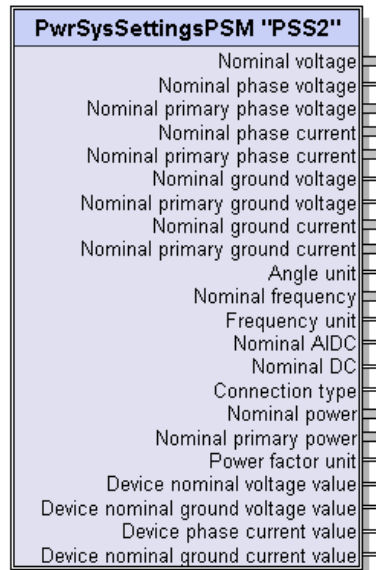 PwrSysSettingsPSM "PSS2"
Nominal voltage
Nominal phase voltage
Nominal primary phase voltage
Nominal phase current
Nominal primary phase current
Nominal ground voltage
Nominal primary ground voltage
Nominal ground current
Nominal primary ground current
Angle unit
Nominal frequency
Frequency unit
Nominal AIDC
Nominal DC
Connection type
Nominal power
Nominal primary power
Power factor unit
Device nominal voltage value
Device nominal ground voltage value
Device phase current value
Device nominal ground current value